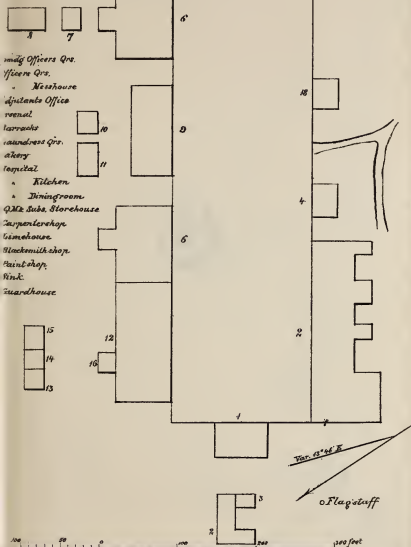 8 7
6
mdg Officers Qrs.
fficers Qrs.
" Messhouse
djutants Office
rsenal
arracks
aundress Qrs.
akery
ospital
" Kitchen
" Diningroom
Q.M. & Subs. Storehouse
Carpentershop
Limehouse
Blacksmith shop
Paint shop
Sink
Guardhouse
10
11
9
18
4
6
12
15
14
13
16
2
1
Var. 13° 46' E
3
2
o Flagstaff
100 50 0 100 200 300 feet